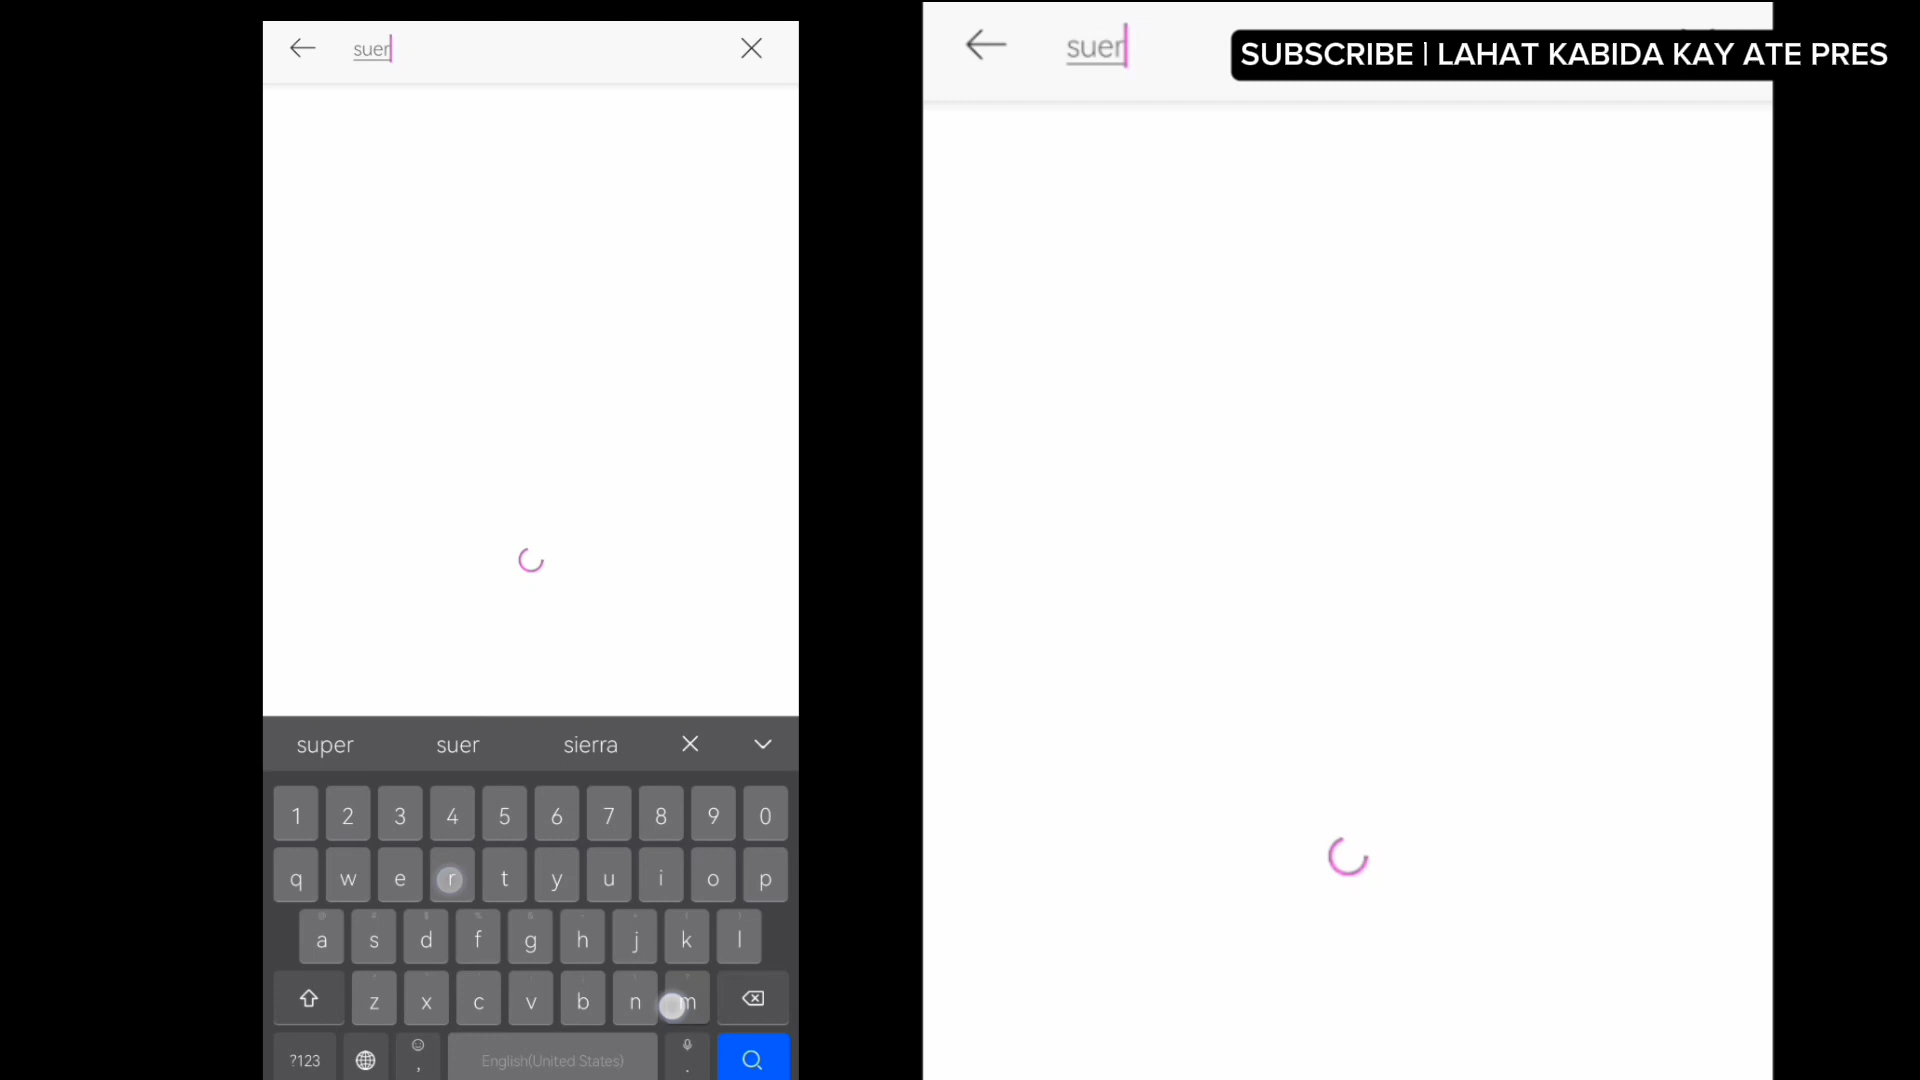 suer
suer
SUBSCRIBE | LAHAT KABIDA KAY ATE PRES
super suer sierra
1 2 3 4 5 6 7 8 9 0
q w e r t y u i o p
a s d f g h j k l
z x c v b n m
?123 , English(United States) .